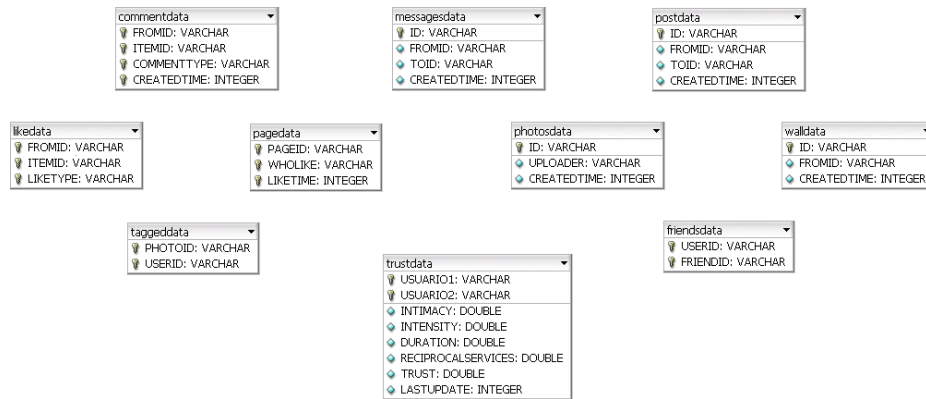 commentdata
FROMID: VARCHAR
ITEMID: VARCHAR
COMMENTTYPE: VARCHAR
CREATEDTIME: INTEGER
messagesdata
ID: VARCHAR
FROMID: VARCHAR
TOID: VARCHAR
CREATEDTIME: INTEGER
postdata
ID: VARCHAR
FROMID: VARCHAR
TOID: VARCHAR
CREATEDTIME: INTEGER
likedata
FROMID: VARCHAR
ITEMID: VARCHAR
LIKETYPE: VARCHAR
pagedata
PAGEID: VARCHAR
WHOLIKE: VARCHAR
LIKETIME: INTEGER
photosdata
ID: VARCHAR
UPLOADER: VARCHAR
CREATEDTIME: INTEGER
walldata
ID: VARCHAR
FROMID: VARCHAR
CREATEDTIME: INTEGER
taggeddata
PHOTOID: VARCHAR
USERID: VARCHAR
friendsdata
USERID: VARCHAR
FRIENDID: VARCHAR
trustdata
USUARIO1: VARCHAR
USUARIO2: VARCHAR
INTIMACY: DOUBLE
INTENSITY: DOUBLE
DURATION: DOUBLE
RECIPROCALSERVICES: DOUBLE
TRUST: DOUBLE
LASTUPDATE: INTEGER